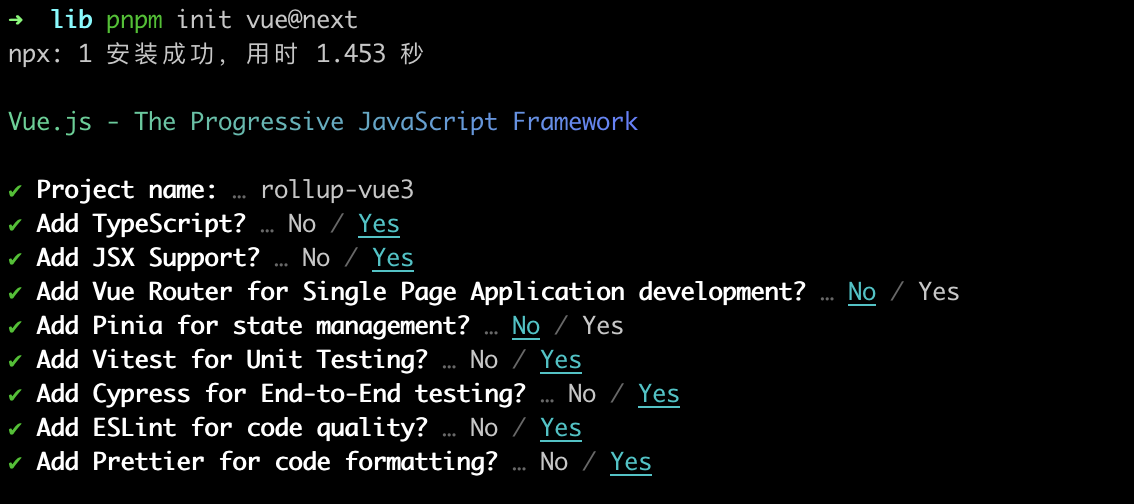 ➜ lib pnpm init vue@next
npx: 1 安装成功，用时 1.453 秒
Vue.js - The Progressive JavaScript Framework
✔ Project name: … rollup-vue3
✔ Add TypeScript? … No / Yes
✔ Add JSX Support? … No / Yes
✔ Add Vue Router for Single Page Application development? … No / Yes
✔ Add Pinia for state management? … No / Yes
✔ Add Vitest for Unit Testing? … No / Yes
✔ Add Cypress for End-to-End testing? … No / Yes
✔ Add ESLint for code quality? … No / Yes
✔ Add Prettier for code formatting? … No / Yes